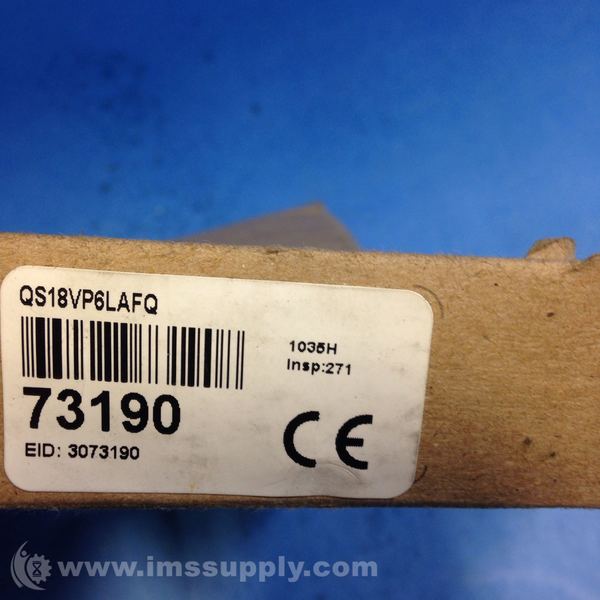 QS18VP6LAFQ
1035H
Insp:271
73190
EID: 3073190
CE
www.imssupply.com